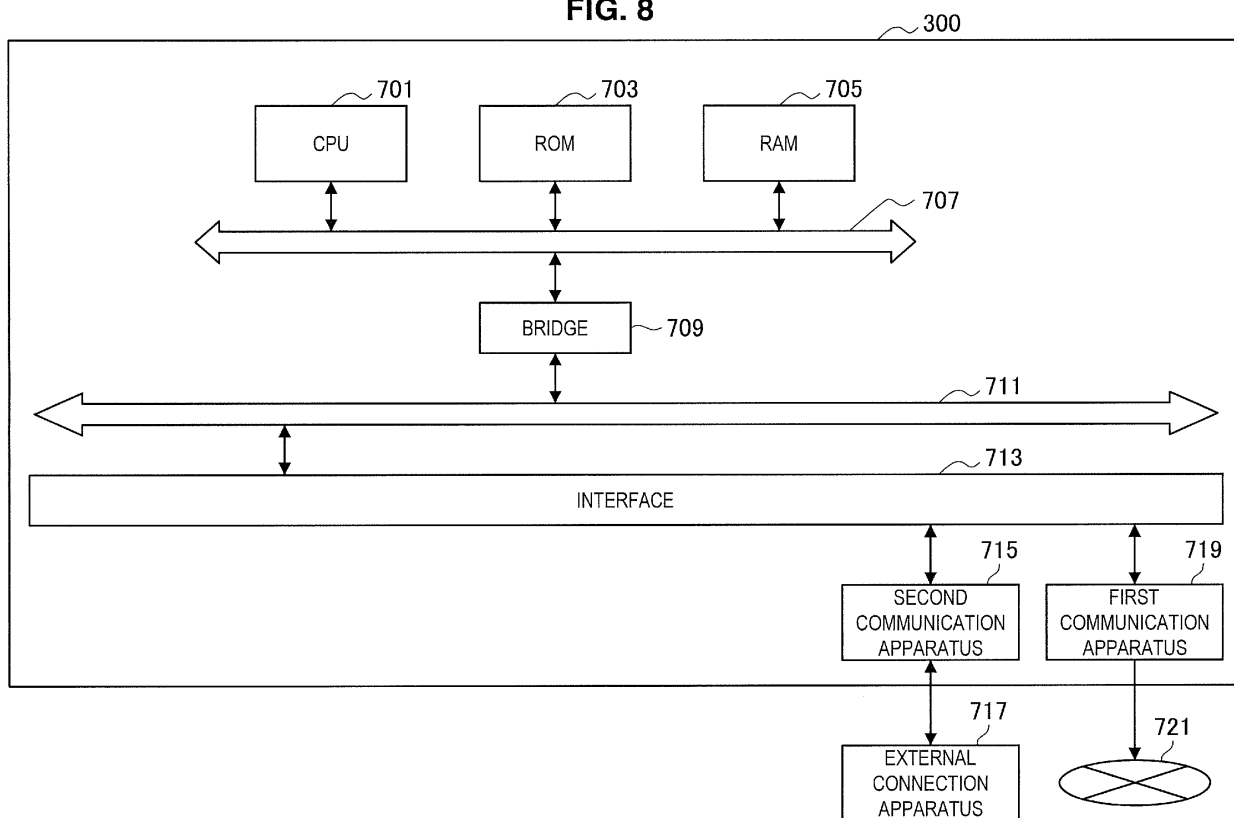 FIG. 8
300
701
703
705
CPU
ROM
RAM
707
BRIDGE
709
711
713
INTERFACE
715
719
SECOND
COMMUNICATION
APPARATUS
FIRST
COMMUNICATION
APPARATUS
717
721
EXTERNAL
CONNECTION
APPARATUS